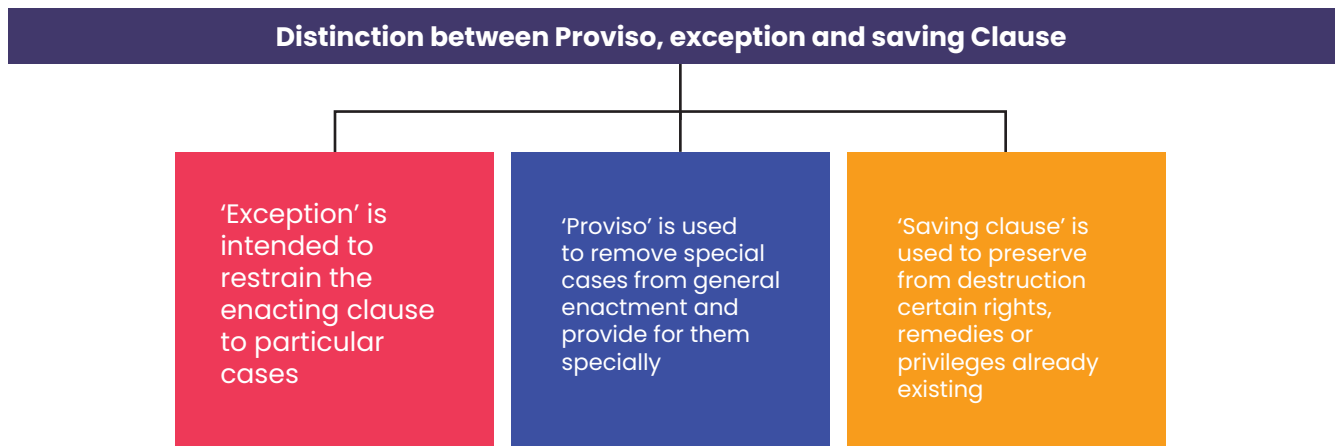 Distinction between Proviso, exception and saving Clause
‘Exception’ is
intended to
restrain the
enacting clause
to particular
cases
‘Proviso’ is used
to remove special
cases from general
enactment and
provide for them
specially
‘Saving clause’ is
used to preserve
from destruction
certain rights,
remedies or
privileges already
existing